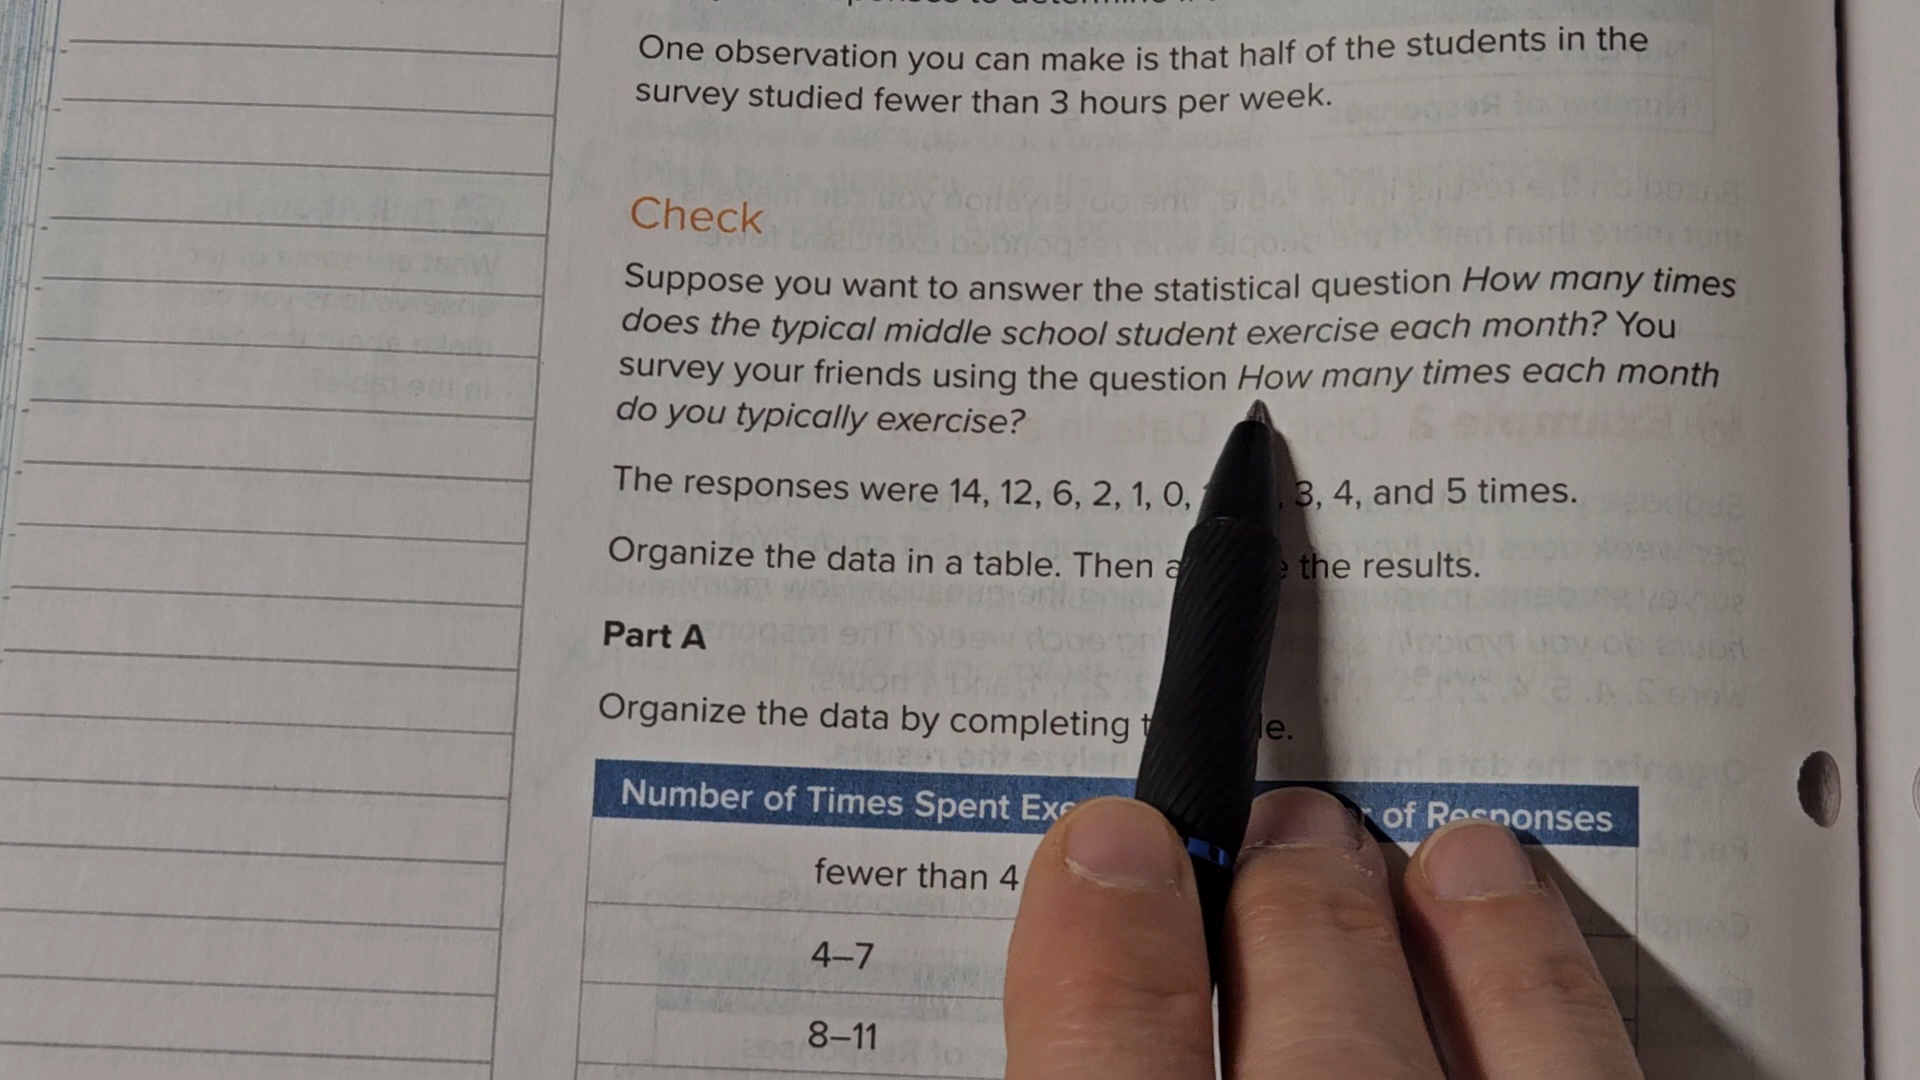 One observation you can make is that half of the students in the
survey studied fewer than 3 hours per week.
Check
Suppose you want to answer the statistical question How many times
does the typical middle school student exercise each month? You
survey your friends using the question How many times each month
do you typically exercise?
The responses were 14, 12, 6, 2, 1, 0, 3, 4, and 5 times.
Organize the data in a table. Then the results.
Part A
Organize the data by completing
Number of Times Spent of Responses
fewer than 4
4–7
8–11